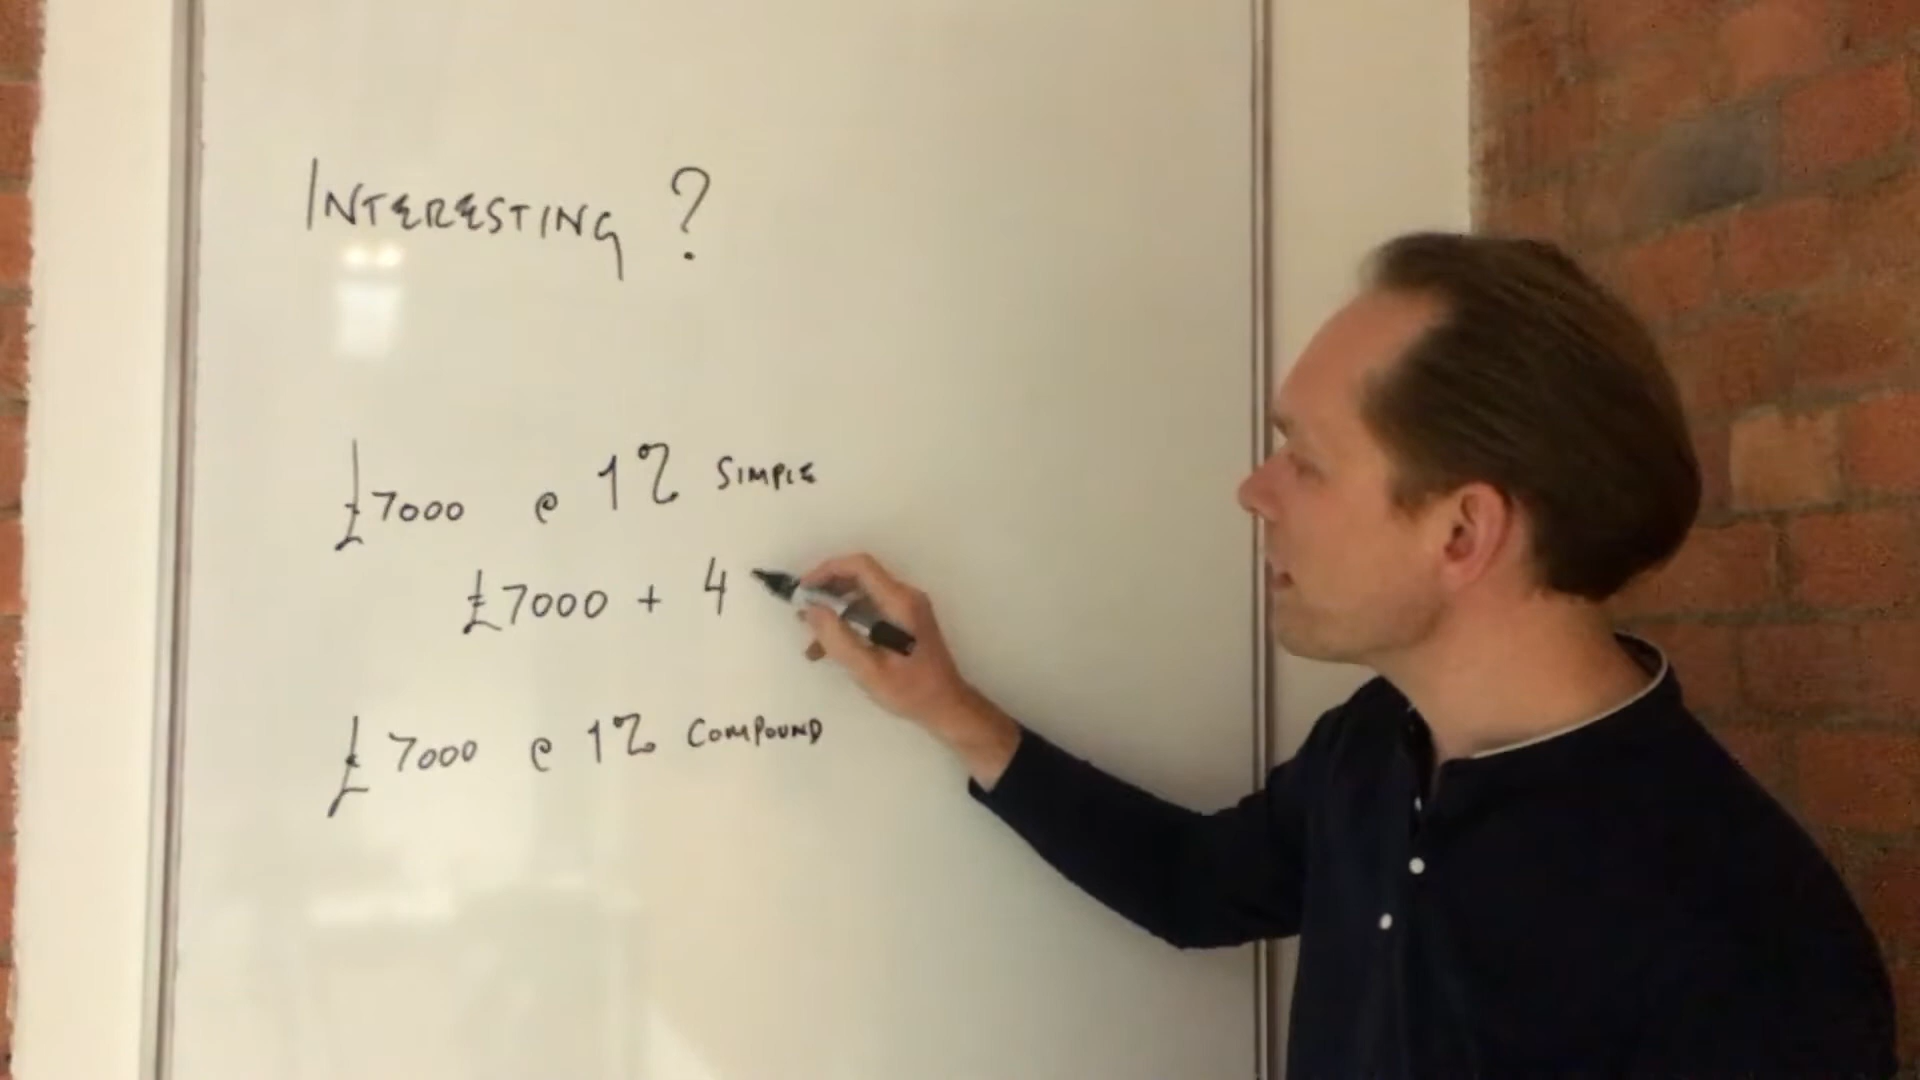 INTERESTING ?
£7000 @ 1% SIMPLE
£7000 + 4
£7000 @ 1% COMPOUND